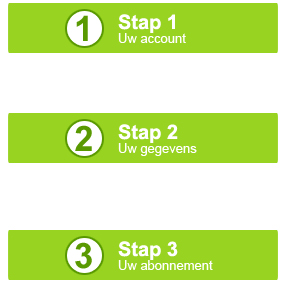 1
Stap 1
Uw account
2
Stap 2
Uw gegevens
3
Stap 3
Uw abonnement